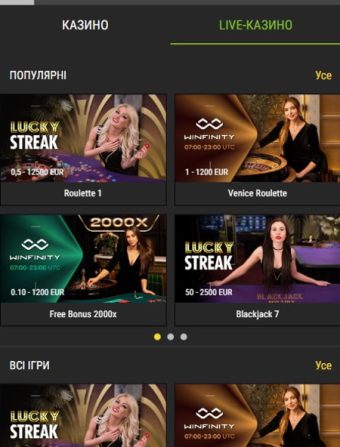 КАЗИНО
LIVE-КАЗИНО
ПОПУЛЯРНІ
Усе
LUCKY
STREAK
0,5 - 12500 EUR
Roulette 1
WINFINITY
07:00-23:00 UTC
1 - 1200 EUR
Venice Roulette
2000X
WINFINITY
07:00-23:00 UTC
0.10 - 1200 EUR
Free Bonus 2000x
LUCKY
STREAK
50 - 2500 EUR
BLACKJACK
Blackjack 7
ВСІ ІГРИ
Усе
LUCKY
STREAK
WINFINITY
07:00-23:00 UTC